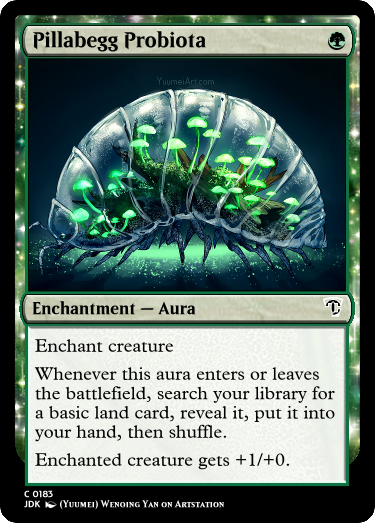 Pillabegg Probiota
YuumeiArt.com
Enchantment — Aura
Enchant creature
Whenever this aura enters or leaves
the battlefield, search your library for
a basic land card, reveal it, put it into
your hand, then shuffle.
Enchanted creature gets +1/+0.
C 0183
JDK (Yuumei) Wenqing Yan on Artstation